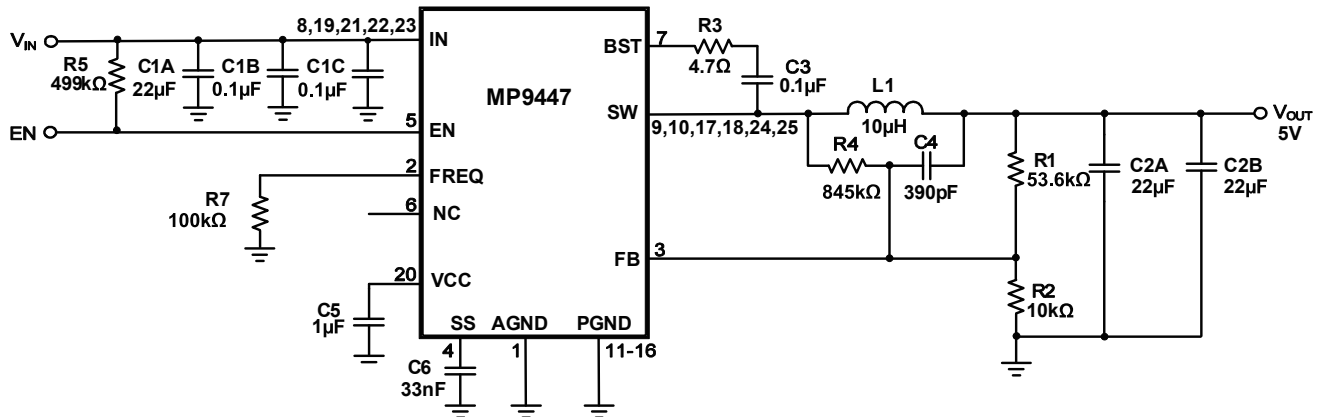 8,19,21,22,23
VIN
IN
R5
499kΩ
C1A
22µF
C1B
0.1µF
C1C
0.1µF
MP9447
BST
7
R3
4.7Ω
C3
0.1µF
SW
9,10,17,18,24,25
L1
10µH
VOUT
5V
EN
5
EN
R4
845kΩ
C4
390pF
R1
53.6kΩ
C2A
22µF
C2B
22µF
2
FREQ
R7
100kΩ
6
NC
FB
3
20
VCC
R2
10kΩ
C5
1µF
SS
AGND
PGND
4
1
11-16
C6
33nF